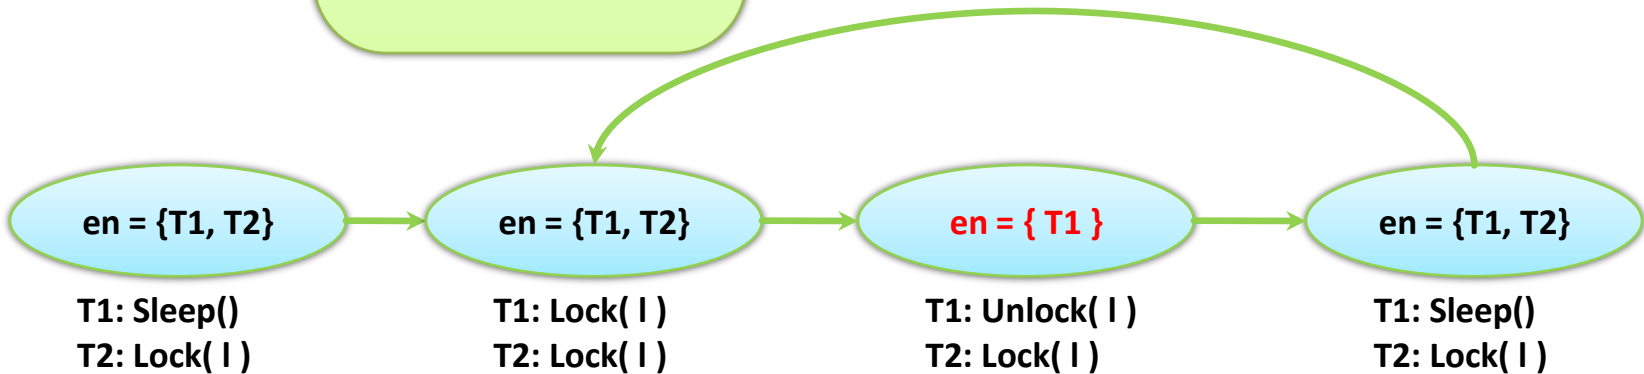 en = {T1, T2}
en = {T1, T2}
en = { T1 }
en = {T1, T2}
T1: Sleep()
T2: Lock( l )
T1: Lock( l )
T2: Lock( l )
T1: Unlock( l )
T2: Lock( l )
T1: Sleep()
T2: Lock( l )